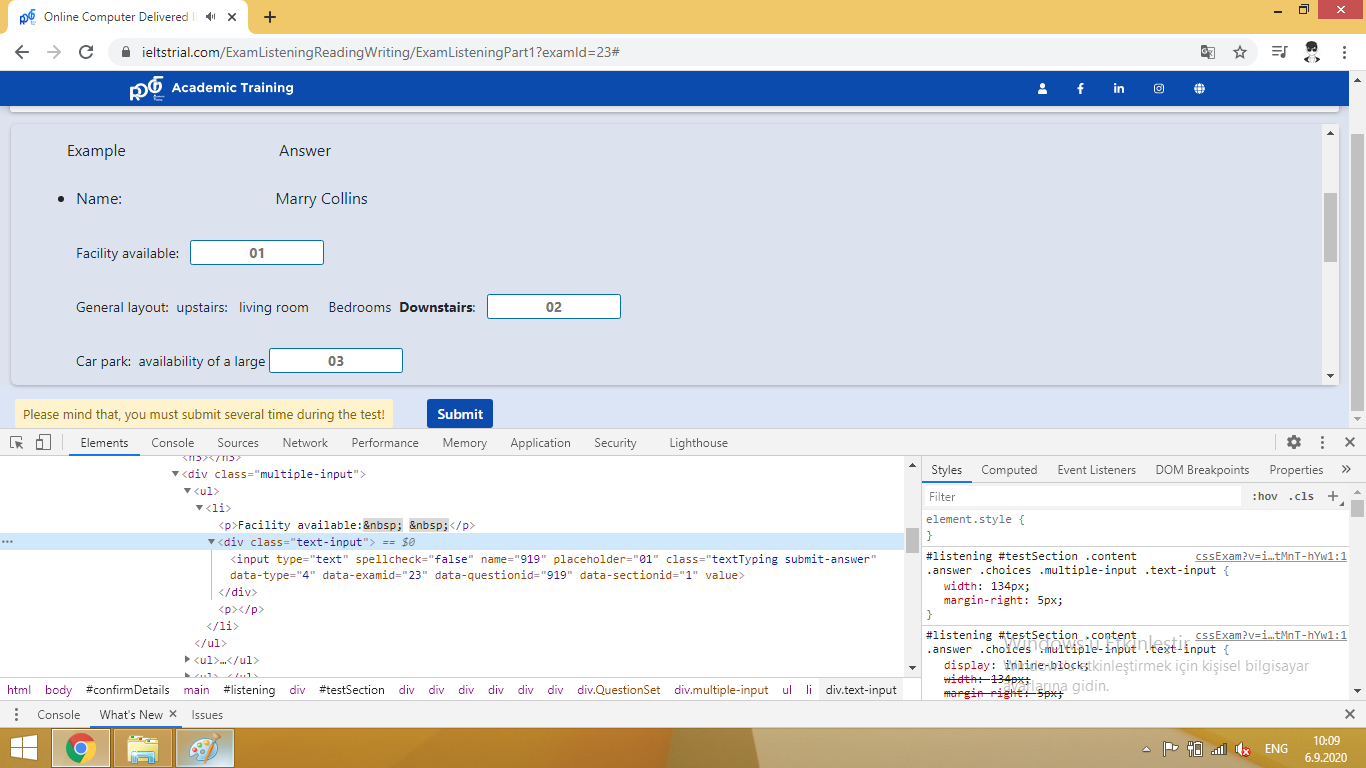 Online Computer Delivered
ieltstrial.com/ExamListeningReadingWriting/ExamListeningPart1?examId=23#
Academic Training
Example Answer
Name: Marry Collins
Facility available: 01
General layout: upstairs: living room Bedrooms Downstairs: 02
Car park: availability of a large 03
Please mind that, you must submit several time during the test! Submit
Elements Console Sources Network Performance Memory Application Security Lighthouse
<h3></h3>
<div class="multiple-input">
<ul>
<li>
<p>Facility available:&nbsp; &nbsp;</p>
<div class="text-input"> == $0
<input type="text" spellcheck="false" name="919" placeholder="01" class="textTyping submit-answer"
data-type="4" data-examid="23" data-questionid="919" data-sectionid="1" value>
</div>
<p></p>
</li>
</ul>
<ul>…</ul>
<ul>…</ul>
html body #confirmDetails main #listening div #testSection div div div div div div div.QuestionSet div.multiple-input ul li div.text-input
Styles Computed Event Listeners DOM Breakpoints Properties »
Filter :hov .cls +
element.style {
}
#listening #testSection .content cssExam?v=i…tMnT-hYw1:1
.answer .choices .multiple-input .text-input {
width: 134px;
margin-right: 5px;
}
#listening #testSection .content cssExam?v=i…tMnT-hYw1:1
.answer .choices .multiple-input .text-input {
display: inline-block;
width: 134px;
margin-right: 5px;
Windows'u Etkinleştir
Windows'u etkinleştirmek için kişisel bilgisayar
ayarlarına gidin.
Console What's New Issues
ENG
10:09
6.9.2020